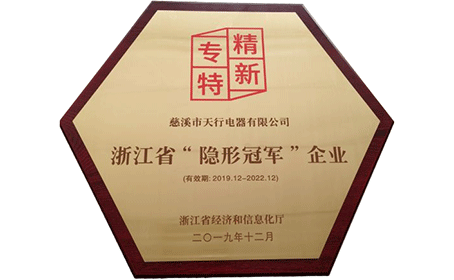 专精
特新
慈溪市天行电器有限公司
浙江省“隐形冠军”企业
(有效期: 2019.12-2022.12)
浙江省经济和信息化厅
二〇一九年十二月